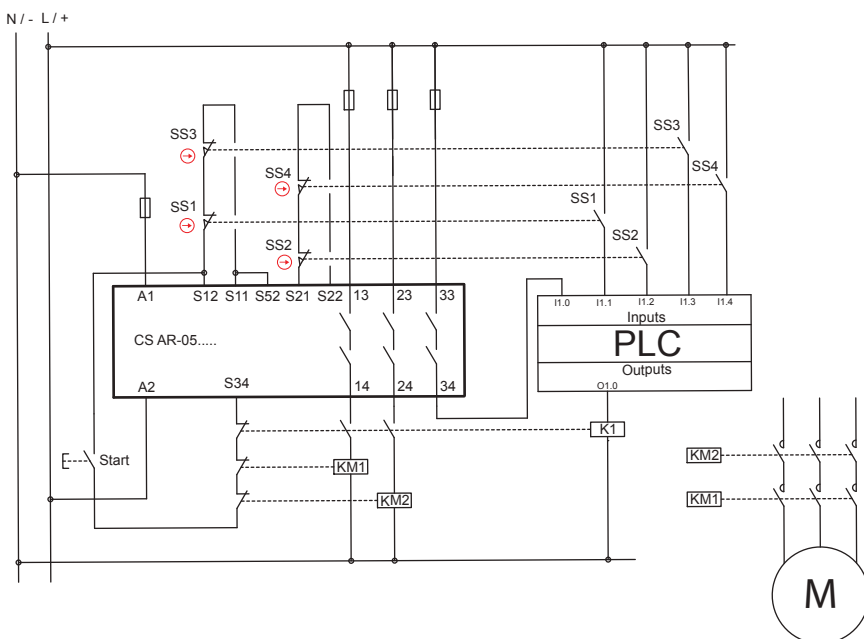 N / - L / +
SS3
SS4
SS1
SS2
SS3
SS4
SS1
SS2
A1 S12 S11 S52 S21 S22 13 23 33
I1.0 I1.1 I1.2 I1.3 I1.4
Inputs
CS AR-05.....
PLC
Outputs
A2 S34 14 24 34
O1.0
K1
Start
KM1
KM2
KM2
KM1
M